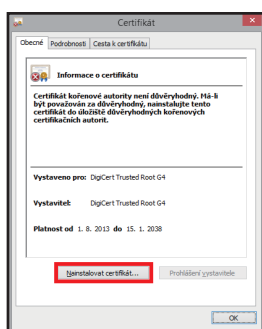 Certifikát
Obecné Podrobnosti Cesta k certifikátu
Informace o certifikátu
Certifikát kořenové autority není důvěryhodný. Má-li
být považován za důvěryhodný, nainstalujte tento
certifikát do úložiště důvěryhodných kořenových
certifikačních autorit.
Vystaveno pro: DigiCert Trusted Root G4
Vystavitel: DigiCert Trusted Root G4
Platnost od 1. 8. 2013 do 15. 1. 2038
Nainstalovat certifikát... Prohlášení vystavitele
OK